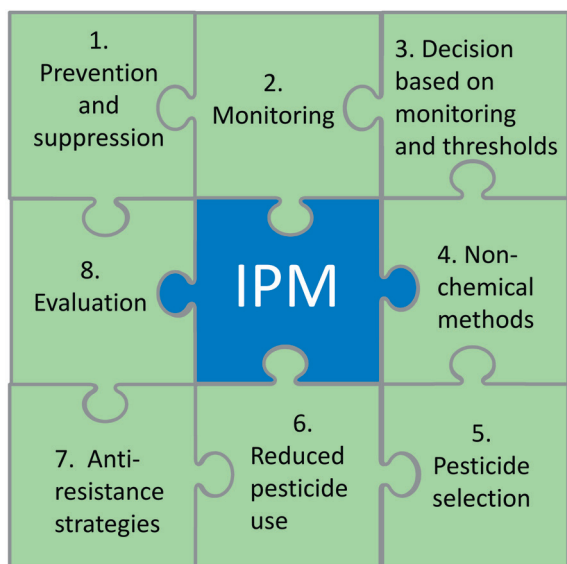 1.
Prevention
and
suppression
2.
Monitoring
3. Decision
based on
monitoring
and thresholds
8.
Evaluation
IPM
4. Non-
chemical
methods
7. Anti-
resistance
strategies
6.
Reduced
pesticide
use
5.
Pesticide
selection